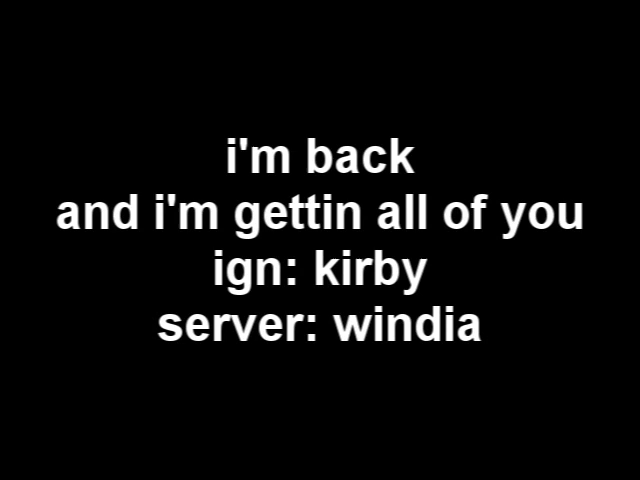 i'm back
and i'm gettin all of you
ign: kirby
server: windia